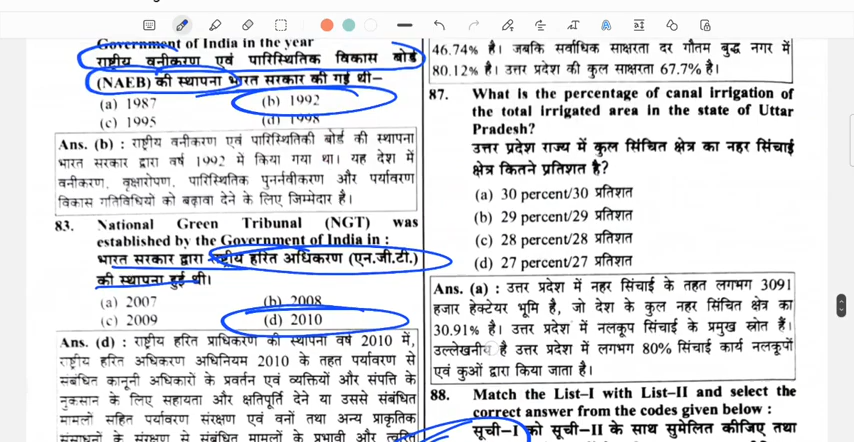 Government of India in the year
राष्ट्रीय वनीकरण एवं पारिस्थितिक विकास बोर्ड
(NAEB) की स्थापना भारत सरकार की गई थी–
(a) 1987 (b) 1992
(c) 1995 (d) 1998
Ans. (b) : राष्ट्रीय वनीकरण एवं पारिस्थितिकी बोर्ड की स्थापना
भारत सरकार द्वारा वर्ष 1992 में किया गया था। यह देश में
वनीकरण, वृक्षारोपण, पारिस्थितिक पुनर्नवीकरण और पर्यावरण
विकास गतिविधियो को बढ़ावा देने के लिए जिम्मेदार है।
83. National Green Tribunal (NGT) was
established by the Government of India in :
भारत सरकार द्वारा राष्ट्रीय हरित अधिकरण (एन.जी.टी.)
की स्थापना हुई थी।
(a) 2007 (b) 2008
(c) 2009 (d) 2010
Ans. (d) : राष्ट्रीय हरित प्राधिकरण की स्थापना वर्ष 2010 में,
राष्ट्रीय हरित अधिकरण अधिनियम 2010 के तहत पर्यावरण से
संबंधित कानूनी अधिकारों के प्रवर्तन एवं व्यक्तियों और संपत्ति के
नुकसान के लिए सहायता और क्षतिपूर्ति देने या उससे संबंधित
मामलों सहित पर्यावरण संरक्षण एवं वनों तथा अन्य प्राकृतिक
संसाधनों के संरक्षण से संबंधित मामलों के प्रभावी और त्वरित
46.74% है। जबकि सर्वाधिक साक्षरता दर गौतम बुद्ध नगर में
80.12% है। उत्तर प्रदेश की कुल साक्षरता 67.7% है।
87. What is the percentage of canal irrigation of
the total irrigated area in the state of Uttar
Pradesh?
उत्तर प्रदेश राज्य में कुल सिंचित क्षेत्र का नहर सिंचाई
क्षेत्र कितने प्रतिशत है?
(a) 30 percent/30 प्रतिशत
(b) 29 percent/29 प्रतिशत
(c) 28 percent/28 प्रतिशत
(d) 27 percent/27 प्रतिशत
Ans. (a) : उत्तर प्रदेश में नहर सिंचाई के तहत लगभग 3091
हजार हेक्टेयर भूमि है, जो देश के कुल नहर सिंचित क्षेत्र का
30.91% है। उत्तर प्रदेश में नलकूप सिंचाई के प्रमुख स्रोत हैं।
उल्लेखनीय है उत्तर प्रदेश में लगभग 80% सिंचाई कार्य नलकूपों
एवं कुओं द्वारा किया जाता है।
88. Match the List–I with List–II and select the
correct answer from the codes given below :
सूची–I को सूची–II के साथ सुमेलित कीजिए तथा